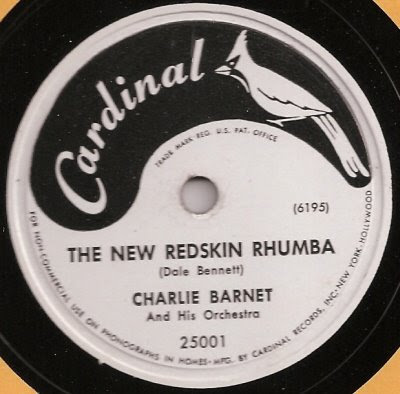 Cardinal
TRADE MARK REG. U.S. PAT. OFFICE
(6195)
THE NEW REDSKIN RHUMBA
(Dale Bennett)
CHARLIE BARNET
And His Orchestra
25001
FOR NON-COMMERCIAL USE ON PHONOGRAPHS IN HOMES-MFG. BY CARDINAL RECORDS, INC.-NEW YORK, HOLLYWOOD